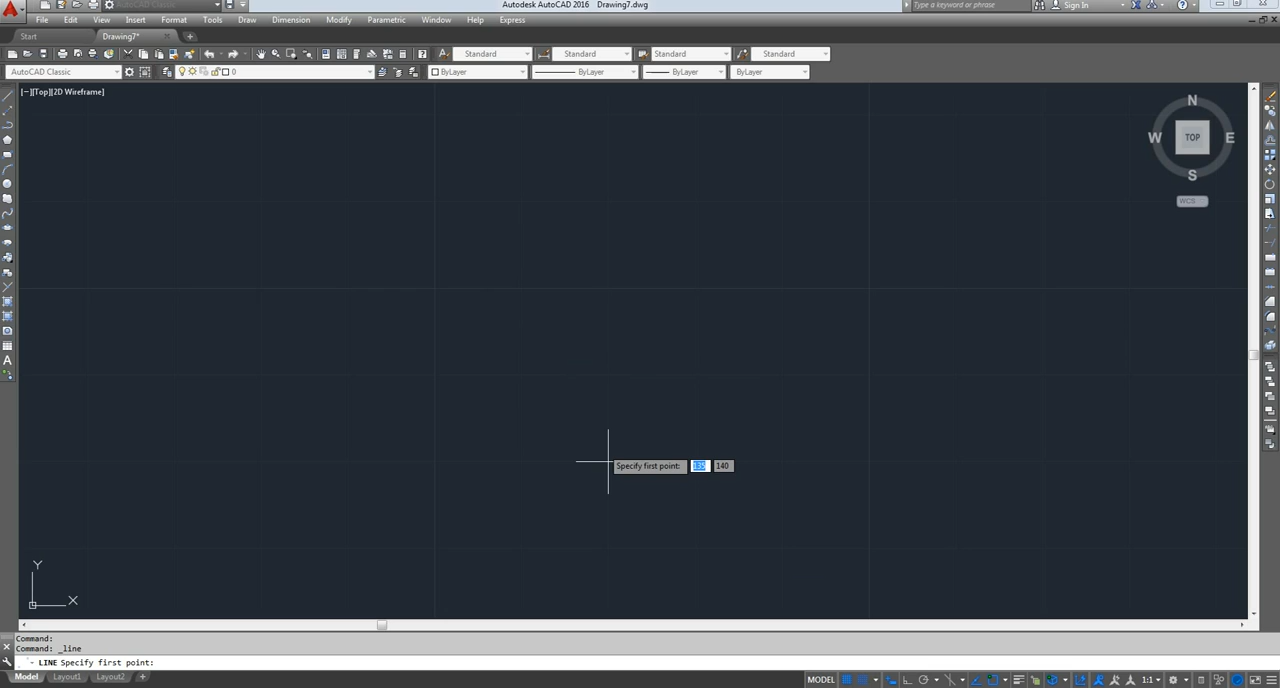 Autodesk AutoCAD 2016 Drawing7.dwg
AutoCAD Classic
Type a keyword or phrase
Sign In
File Edit View Insert Format Tools Draw Dimension Modify Parametric Window Help Express
Start Drawing7*
Standard Standard Standard Standard
AutoCAD Classic 0 ByLayer ByLayer ByLayer ByLayer
[−][Top][2D Wireframe]
N
W TOP E
S
WCS
Specify first point: 135 140
Y
X
Command:
Command: _line
LINE Specify first point:
Model Layout1 Layout2 MODEL 1:1